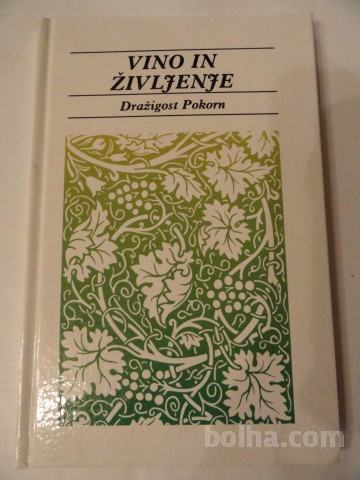 VINO IN
ŽIVLJENJE
Dražigost Pokorn
bolha.com